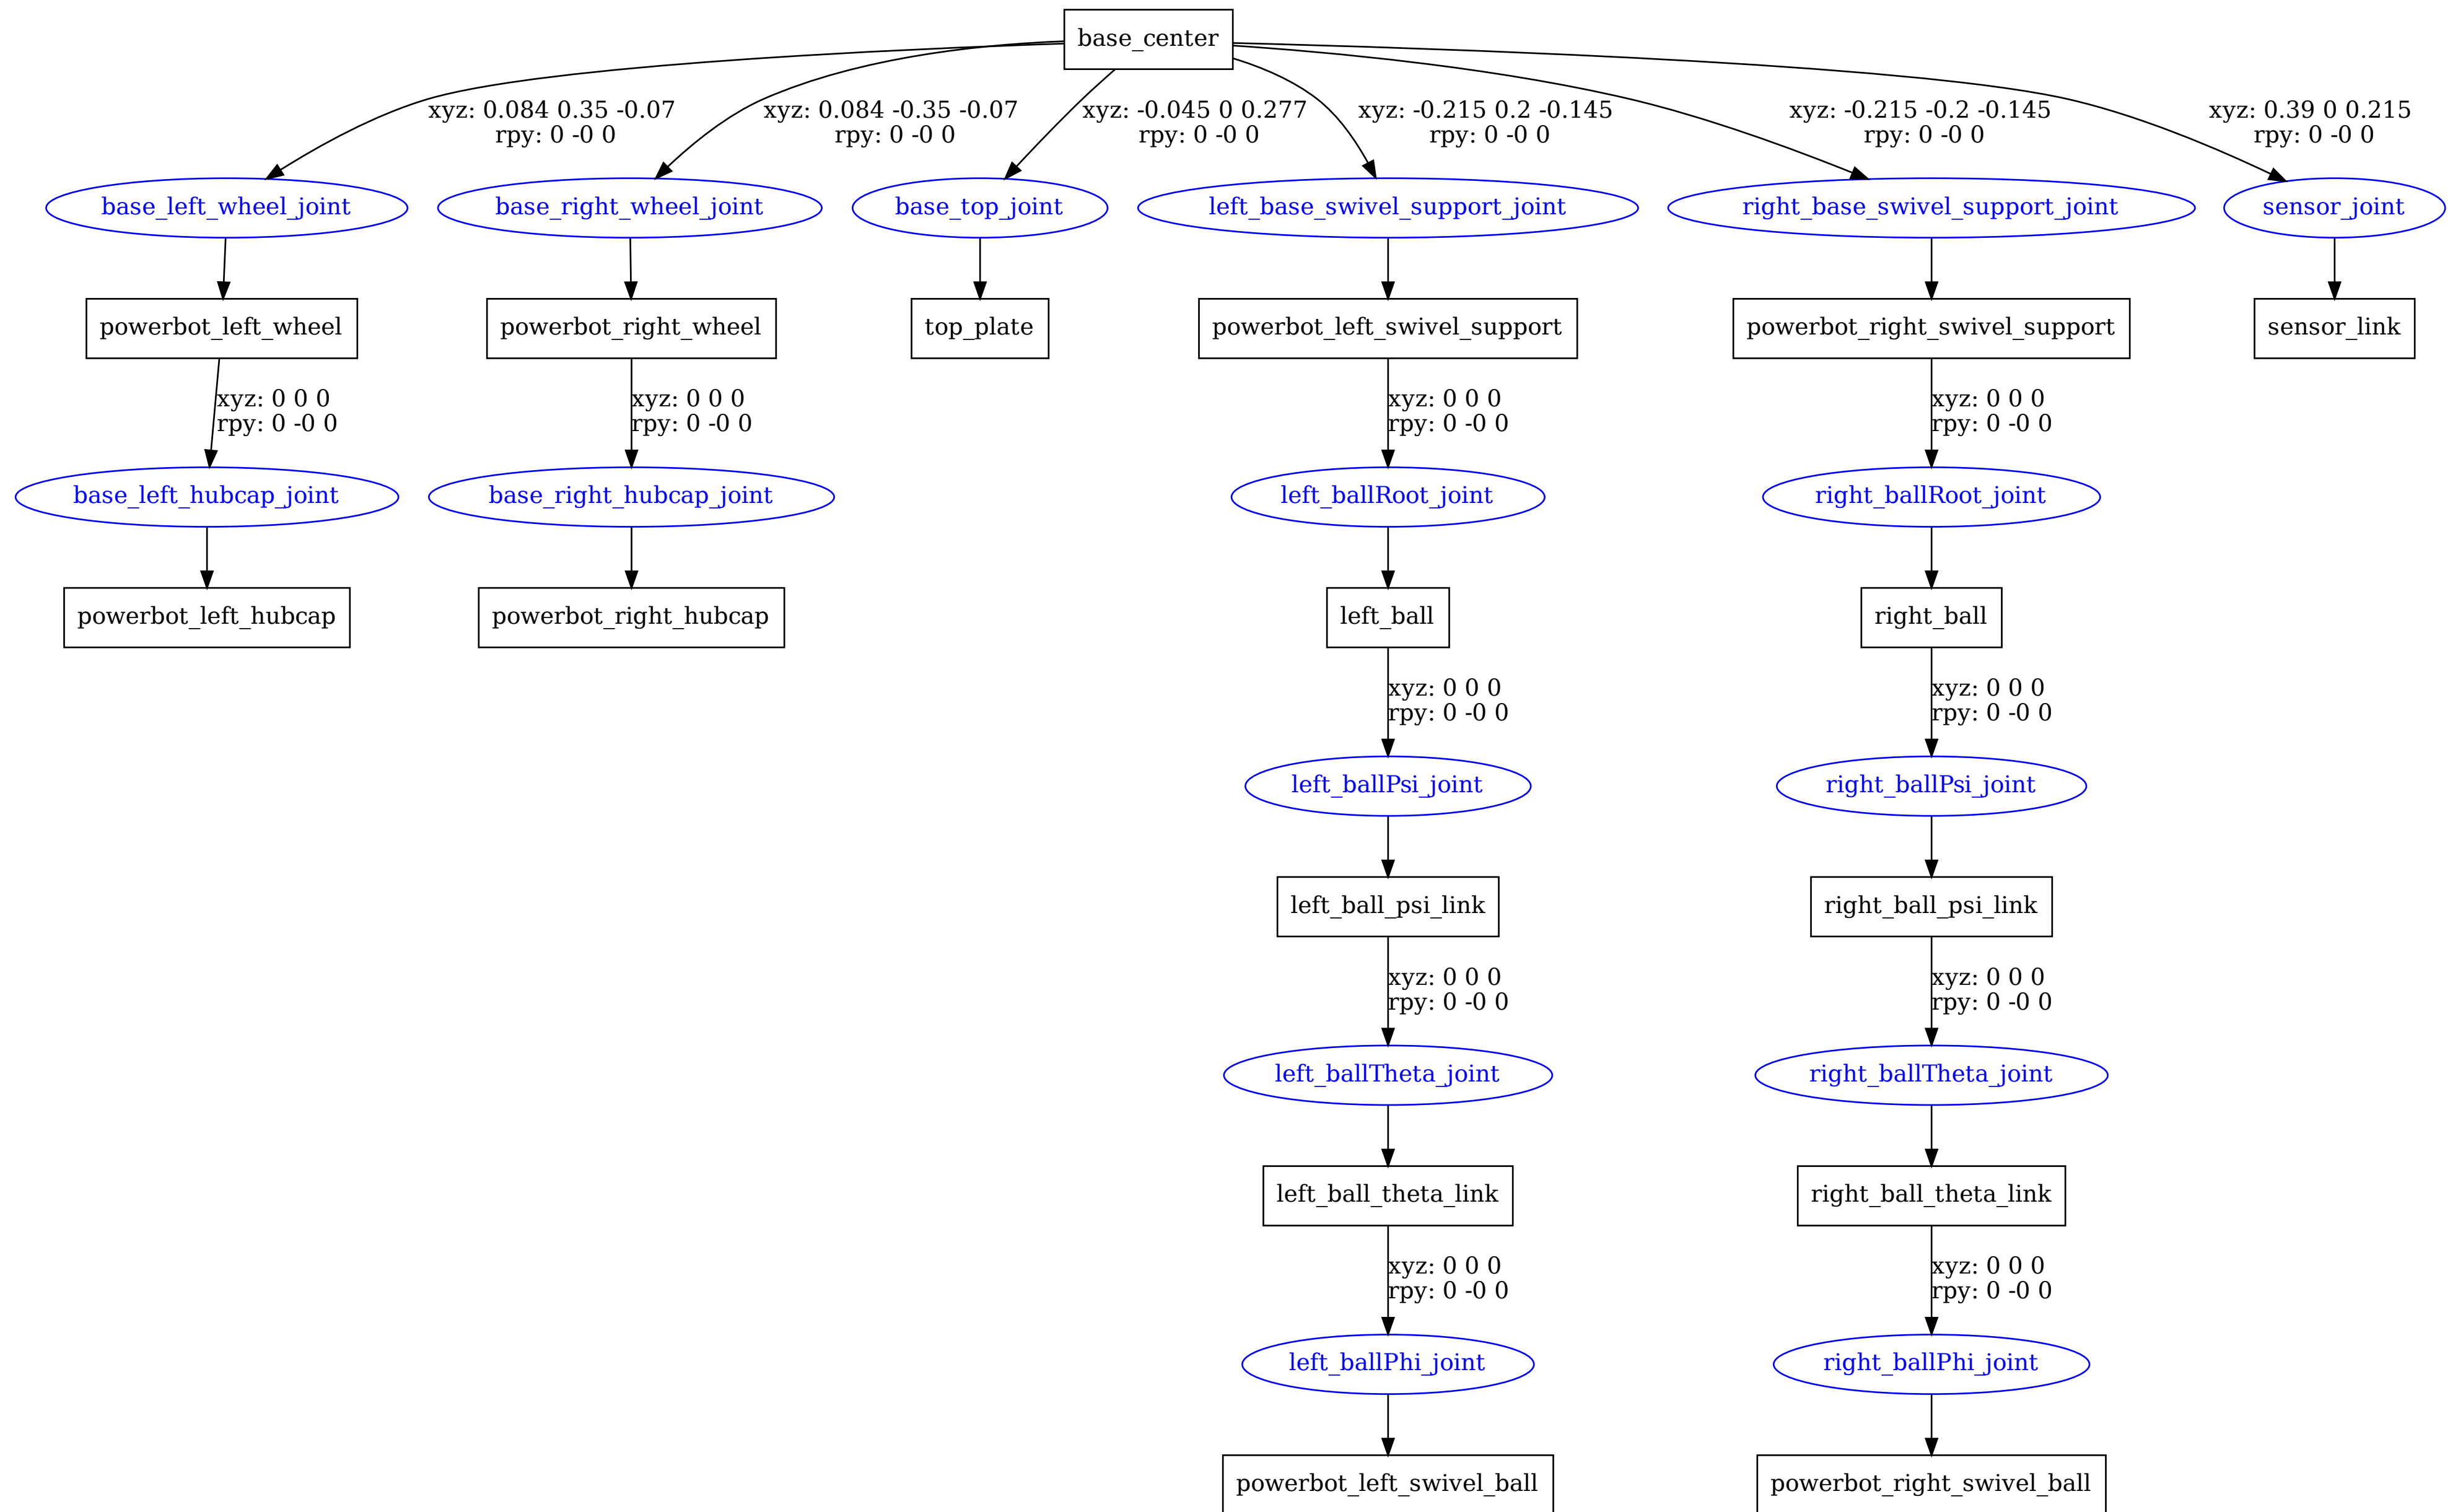 base_center
xyz: 0.084 0.35 -0.07
rpy: 0 -0 0
xyz: 0.084 -0.35 -0.07
rpy: 0 -0 0
xyz: -0.045 0 0.277
rpy: 0 -0 0
xyz: -0.215 0.2 -0.145
rpy: 0 -0 0
xyz: -0.215 -0.2 -0.145
rpy: 0 -0 0
xyz: 0.39 0 0.215
rpy: 0 -0 0
base_left_wheel_joint
base_right_wheel_joint
base_top_joint
left_base_swivel_support_joint
right_base_swivel_support_joint
sensor_joint
powerbot_left_wheel
powerbot_right_wheel
top_plate
powerbot_left_swivel_support
powerbot_right_swivel_support
sensor_link
xyz: 0 0 0
rpy: 0 -0 0
xyz: 0 0 0
rpy: 0 -0 0
xyz: 0 0 0
rpy: 0 -0 0
xyz: 0 0 0
rpy: 0 -0 0
base_left_hubcap_joint
base_right_hubcap_joint
left_ballRoot_joint
right_ballRoot_joint
powerbot_left_hubcap
powerbot_right_hubcap
left_ball
right_ball
xyz: 0 0 0
rpy: 0 -0 0
xyz: 0 0 0
rpy: 0 -0 0
left_ballPsi_joint
right_ballPsi_joint
left_ball_psi_link
right_ball_psi_link
xyz: 0 0 0
rpy: 0 -0 0
xyz: 0 0 0
rpy: 0 -0 0
left_ballTheta_joint
right_ballTheta_joint
left_ball_theta_link
right_ball_theta_link
xyz: 0 0 0
rpy: 0 -0 0
xyz: 0 0 0
rpy: 0 -0 0
left_ballPhi_joint
right_ballPhi_joint
powerbot_left_swivel_ball
powerbot_right_swivel_ball